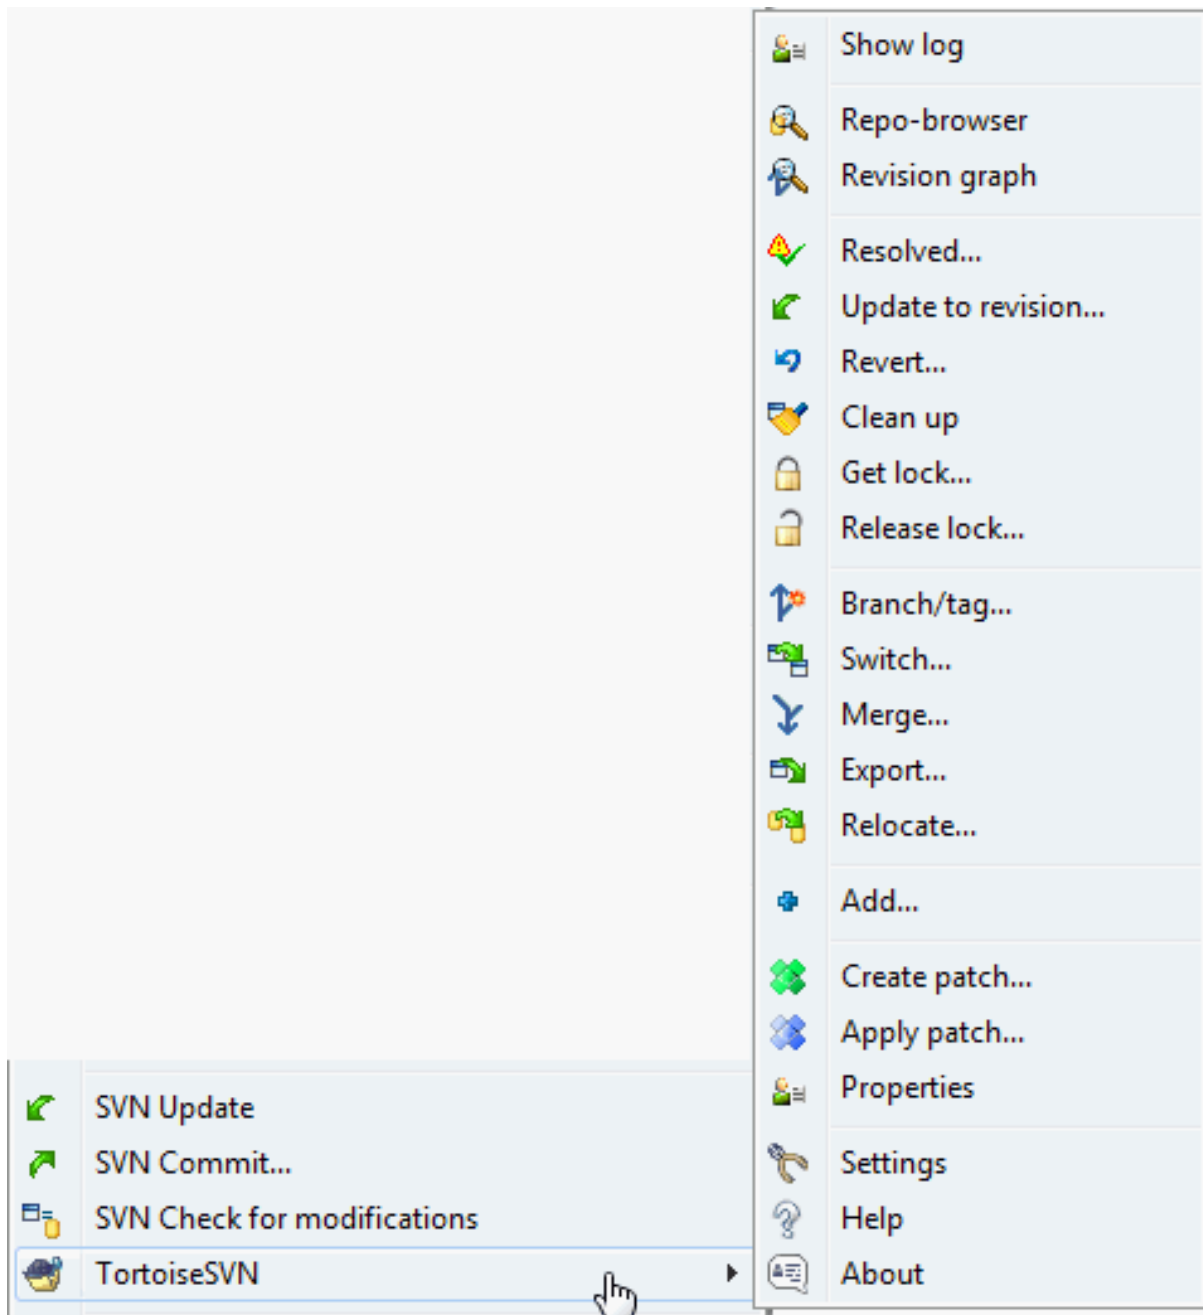 Show log
Repo-browser
Revision graph
Resolved...
Update to revision...
Revert...
Clean up
Get lock...
Release lock...
Branch/tag...
Switch...
Merge...
Export...
Relocate...
Add...
Create patch...
Apply patch...
Properties
Settings
Help
About
SVN Update
SVN Commit...
SVN Check for modifications
TortoiseSVN